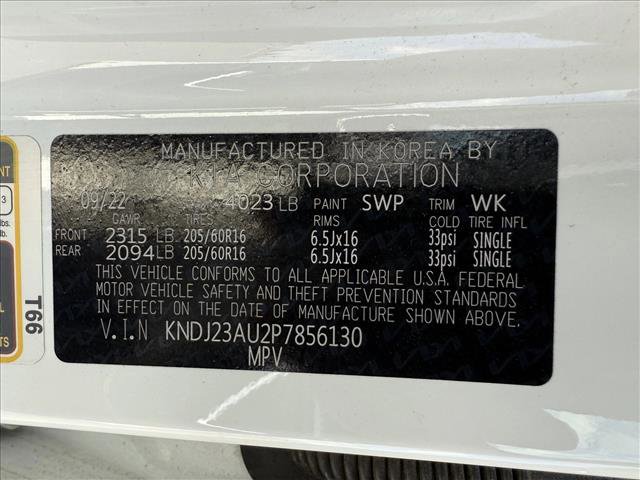 MANUFACTURED IN KOREA BY
KIA CORPORATION
09/22 4023 LB PAINT SWP TRIM WK
GAWR TIRES RIMS COLD TIRE INFL
FRONT 2315 LB 205/60R16 6.5Jx16 33psi SINGLE
REAR 2094 LB 205/60R16 6.5Jx16 33psi SINGLE
THIS VEHICLE CONFORMS TO ALL APPLICABLE U.S.A. FEDERAL
MOTOR VEHICLE SAFETY AND THEFT PREVENTION STANDARDS
IN EFFECT ON THE DATE OF MANUFACTURE SHOWN ABOVE.
V.I.N KNDJ23AU2P7856130
MPV
T66
3
lbs.